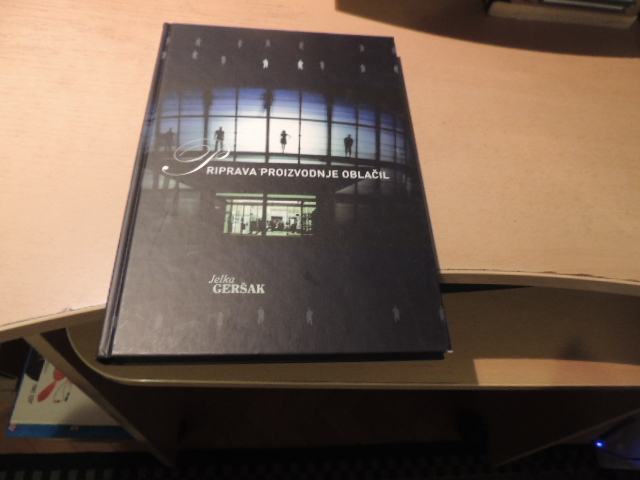 PRIPRAVA PROIZVODNJE OBLAČIL
Jelka
GERŠAK